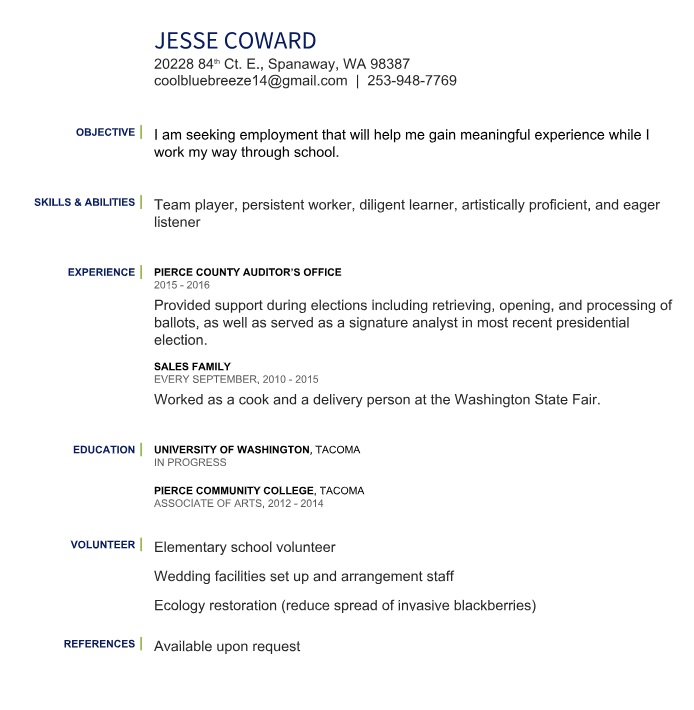 JESSE COWARD
20228 84th Ct. E., Spanaway, WA 98387
coolbluebreeze14@gmail.com | 253-948-7769
OBJECTIVE
I am seeking employment that will help me gain meaningful experience while I
work my way through school.
SKILLS & ABILITIES
Team player, persistent worker, diligent learner, artistically proficient, and eager
listener
EXPERIENCE
PIERCE COUNTY AUDITOR'S OFFICE
2015 - 2016
Provided support during elections including retrieving, opening, and processing of
ballots, as well as served as a signature analyst in most recent presidential
election.
SALES FAMILY
EVERY SEPTEMBER, 2010 - 2015
Worked as a cook and a delivery person at the Washington State Fair.
EDUCATION
UNIVERSITY OF WASHINGTON, TACOMA
IN PROGRESS
PIERCE COMMUNITY COLLEGE, TACOMA
ASSOCIATE OF ARTS, 2012 - 2014
VOLUNTEER
Elementary school volunteer
Wedding facilities set up and arrangement staff
Ecology restoration (reduce spread of invasive blackberries)
REFERENCES
Available upon request